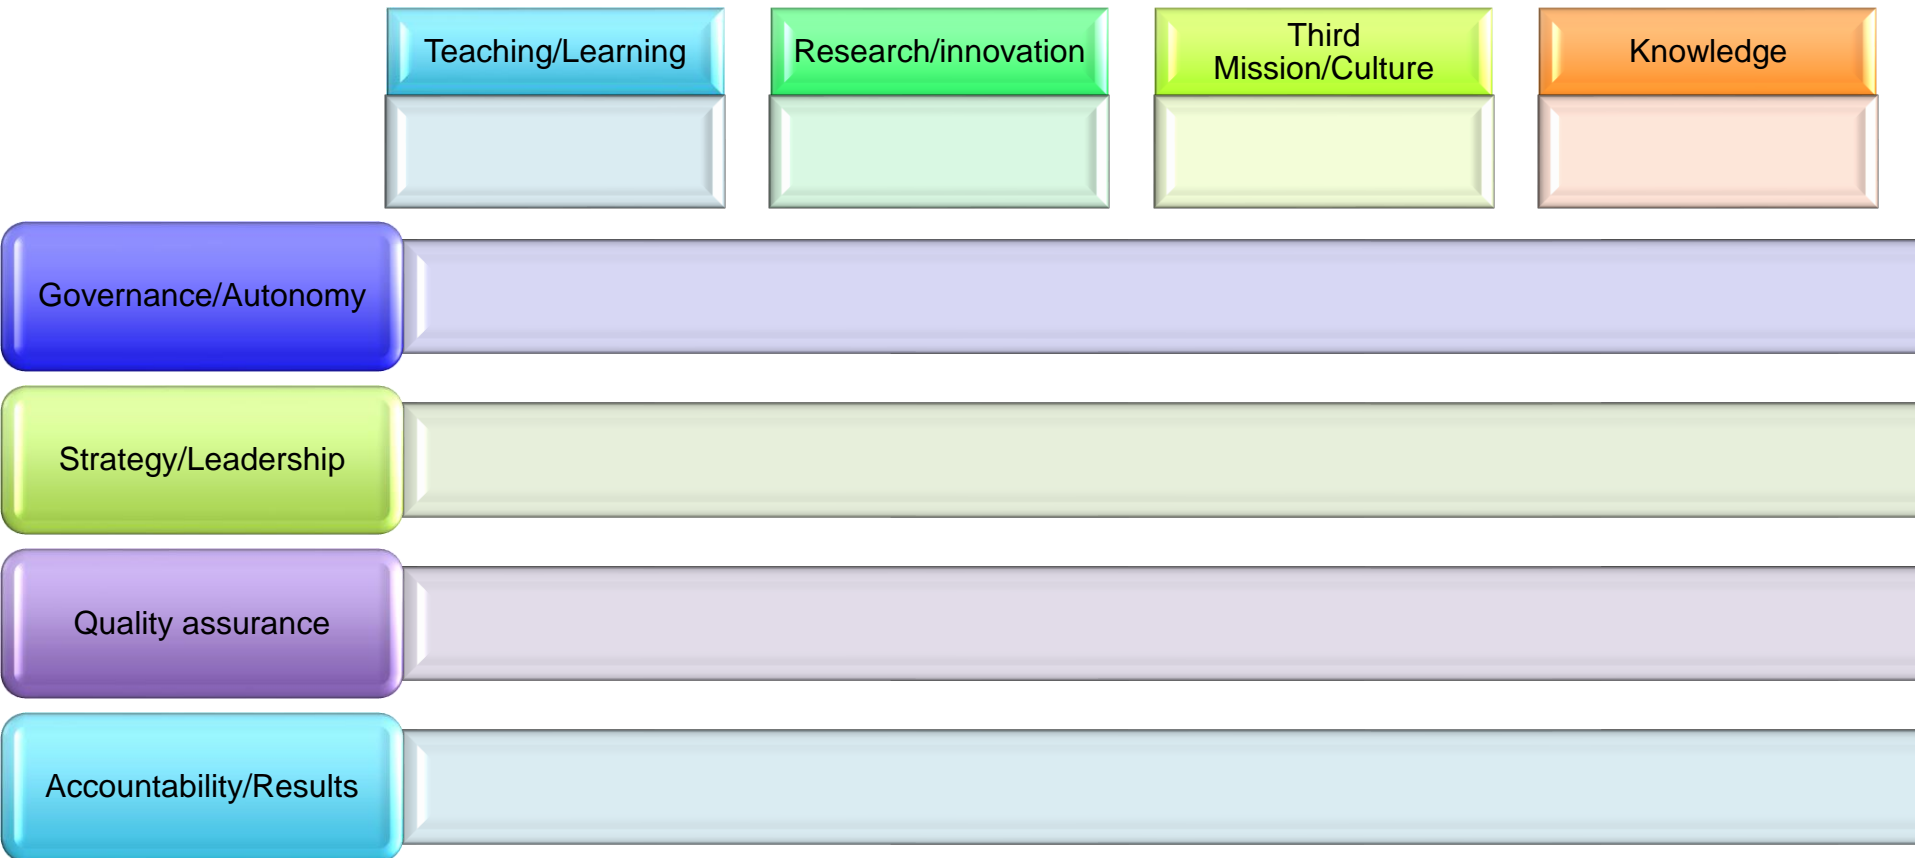 Teaching/Learning
Research/innovation
Third
Mission/Culture
Knowledge
Governance/Autonomy
Strategy/Leadership
Quality assurance
Accountability/Results